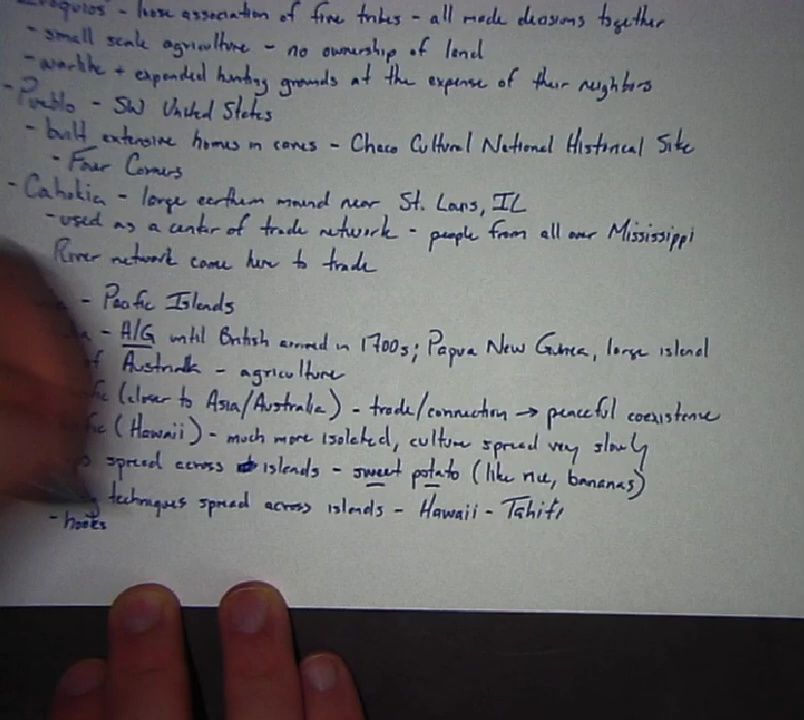 - loose association of five tribes - all made decisions together
- small scale agriculture - no ownership of land
- warlike + expanded hunting grounds at the expense of their neighbors
- Pueblo - SW United States
- built extensive homes in caves - Chaco Cultural National Historical Site
- Four Corners
- Cahokia - large earthen mound near St. Louis, IL
- used as a center of trade network - people from all over Mississippi
River network came here to trade
- Pacific Islands
- H/G until British arrived in 1700s; Papua New Guinea, large island
of Australia - agriculture
(closer to Asia/Australia) - trade/connection → peaceful coexistence
(Hawaii) - much more isolated, culture spread very slowly
spread across islands - sweet potato (like rice, bananas)
techniques spread across islands - Hawaii - Tahiti
- hooks